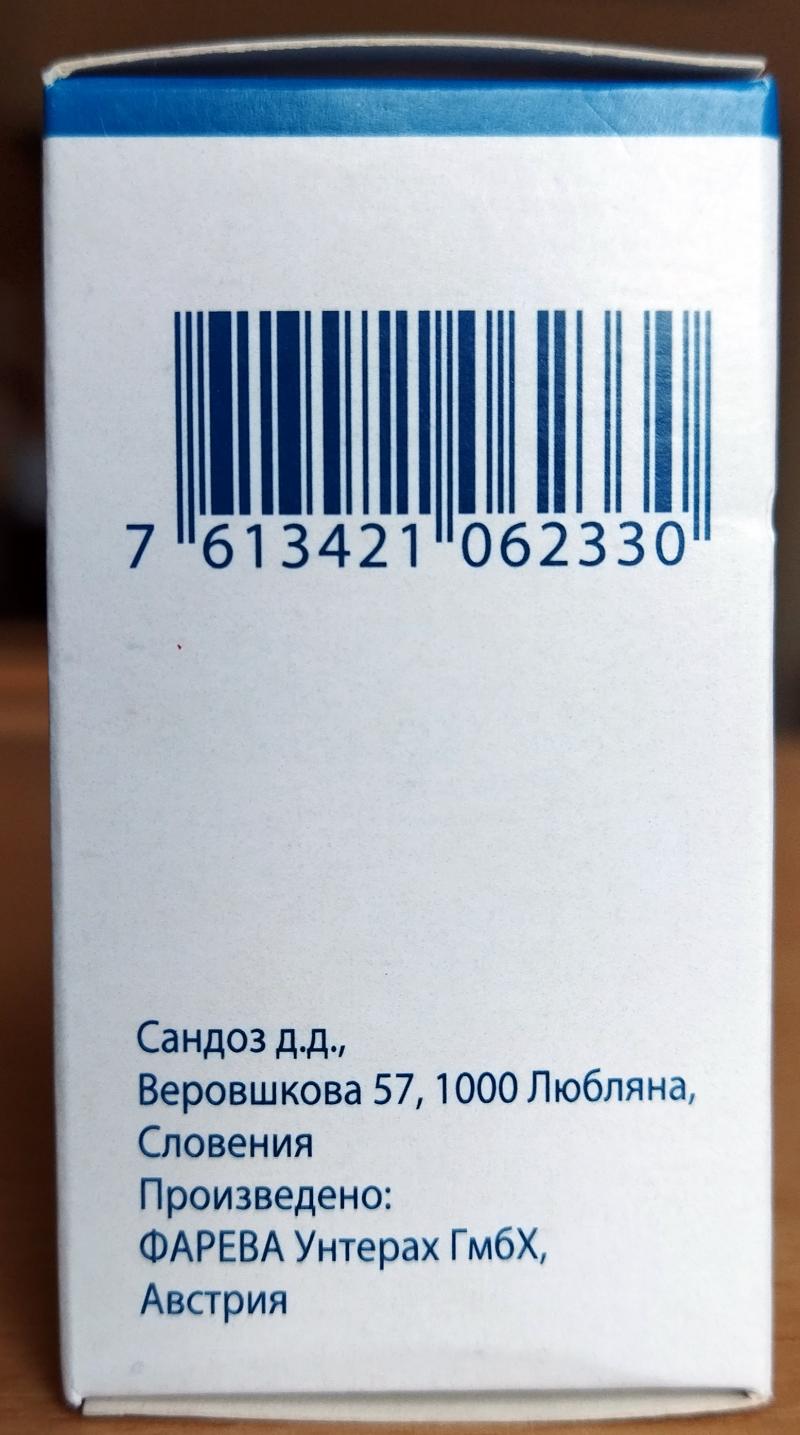 7 613421 062330
Сандоз д.д.,
Веровшкова 57, 1000 Любляна,
Словения
Произведено:
ФАРЕВА Унтерах ГмбХ,
Австрия